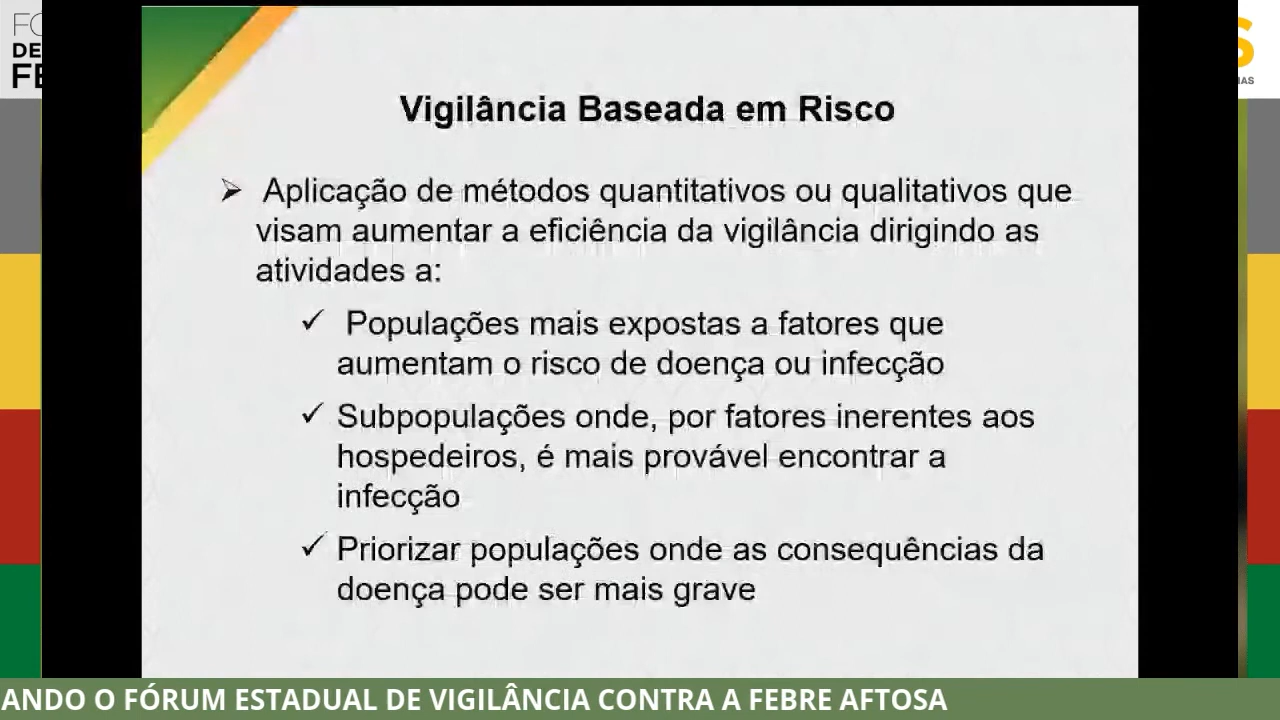 Vigilância Baseada em Risco
➢ Aplicação de métodos quantitativos ou qualitativos que
visam aumentar a eficiência da vigilância dirigindo as
atividades a:
✓ Populações mais expostas a fatores que
aumentam o risco de doença ou infecção
✓ Subpopulações onde, por fatores inerentes aos
hospedeiros, é mais provável encontrar a
infecção
✓ Priorizar populações onde as consequências da
doença pode ser mais grave
ANDO O FÓRUM ESTADUAL DE VIGILÂNCIA CONTRA A FEBRE AFTOSA